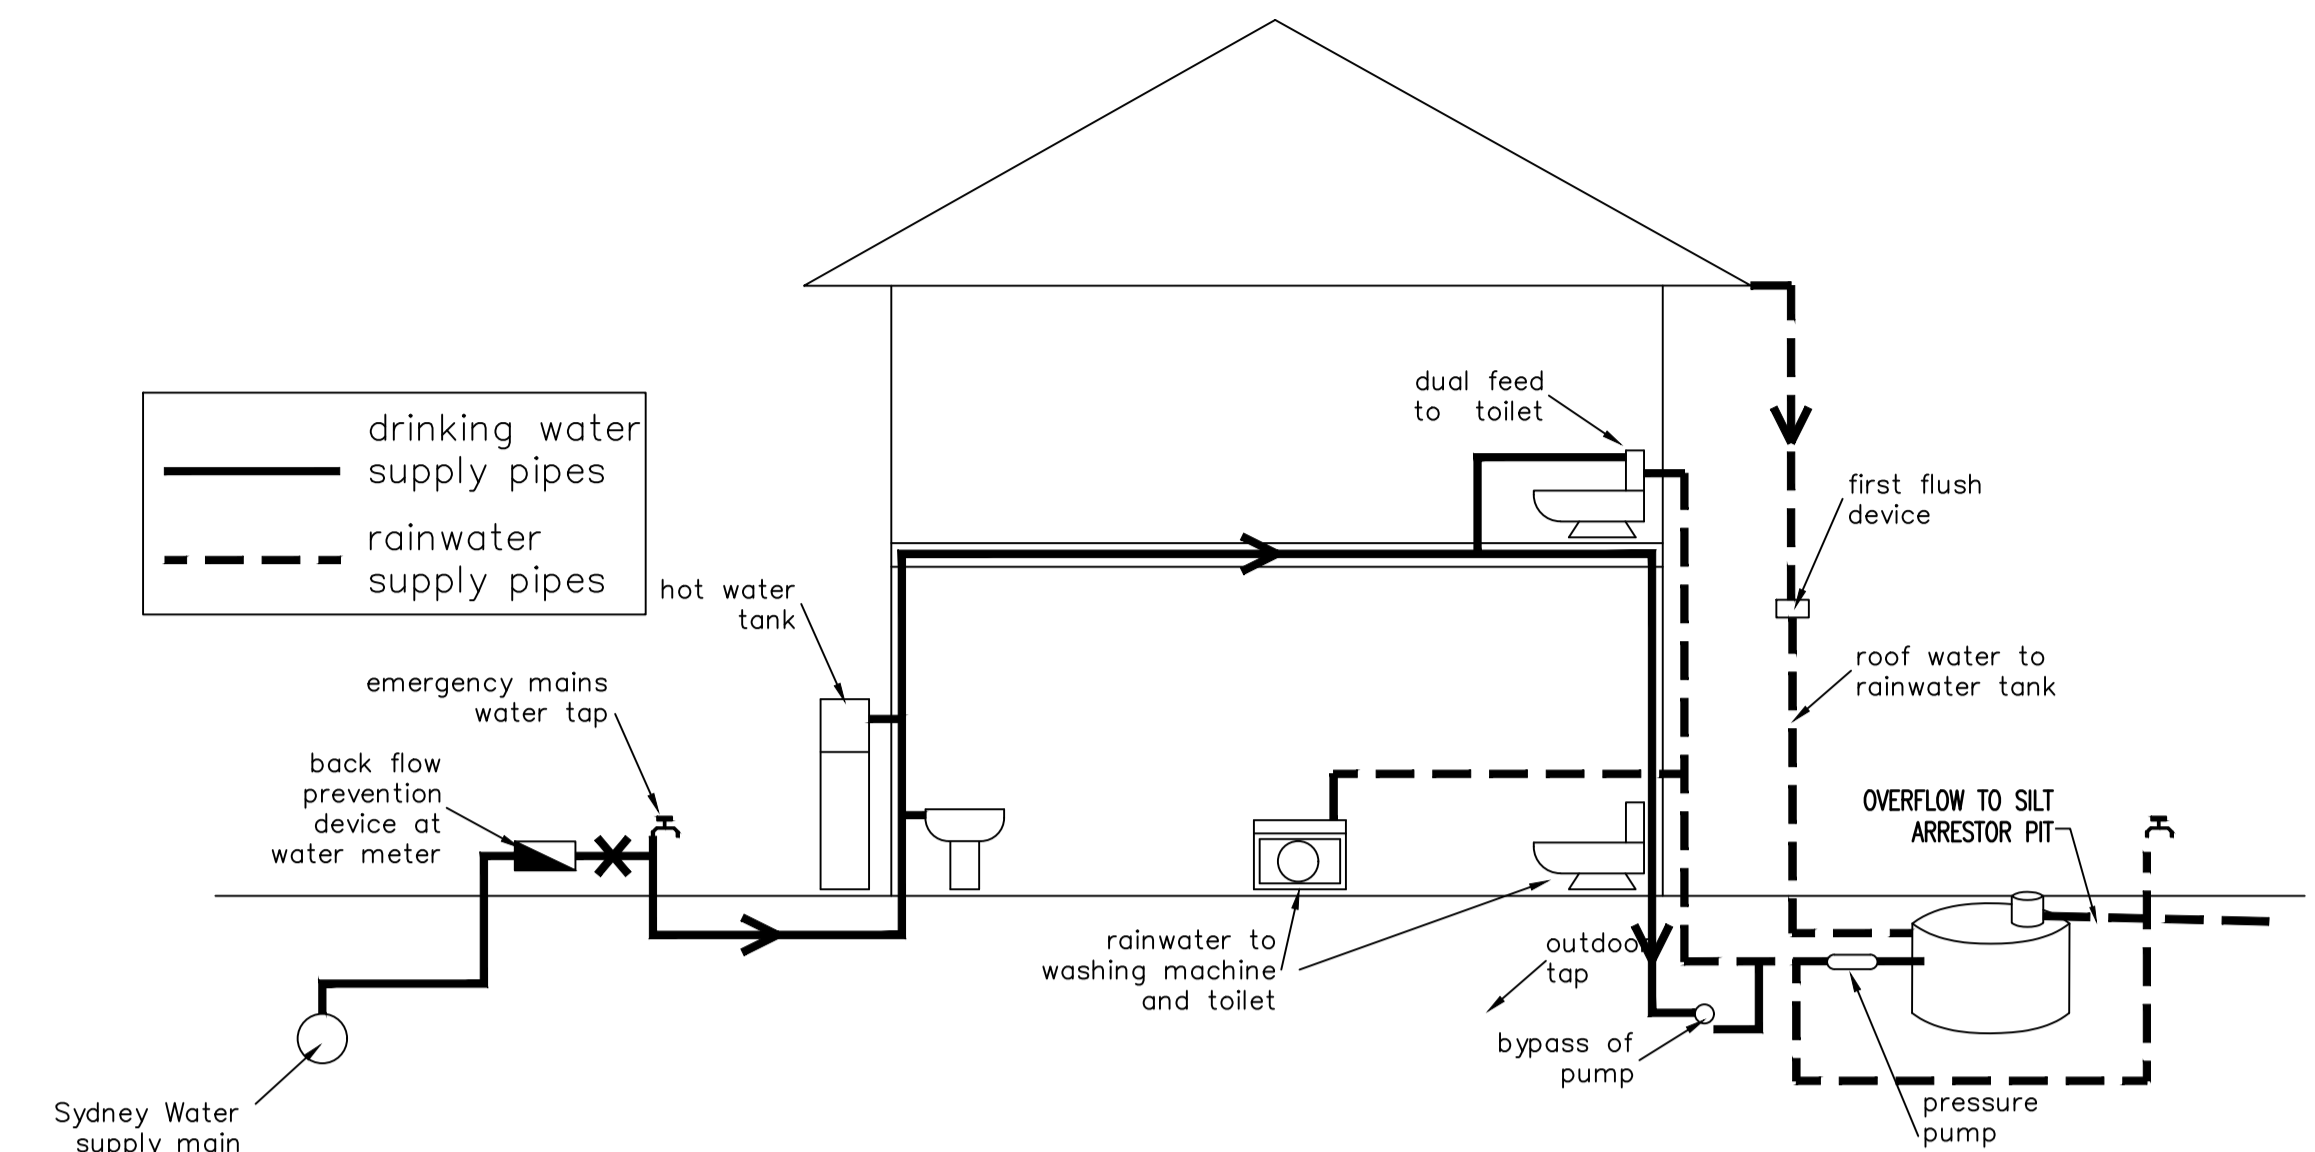 drinking water
supply pipes
rainwater
supply pipes
dual feed
to toilet
first flush
device
hot water
tank
roof water to
rainwater tank
emergency mains
water tap
back flow
prevention
device at
water meter
OVERFLOW TO SILT
ARRESTOR PIT
rainwater to
washing machine
and toilet
outdoor
tap
bypass of
pump
pressure
pump
Sydney Water
supply main